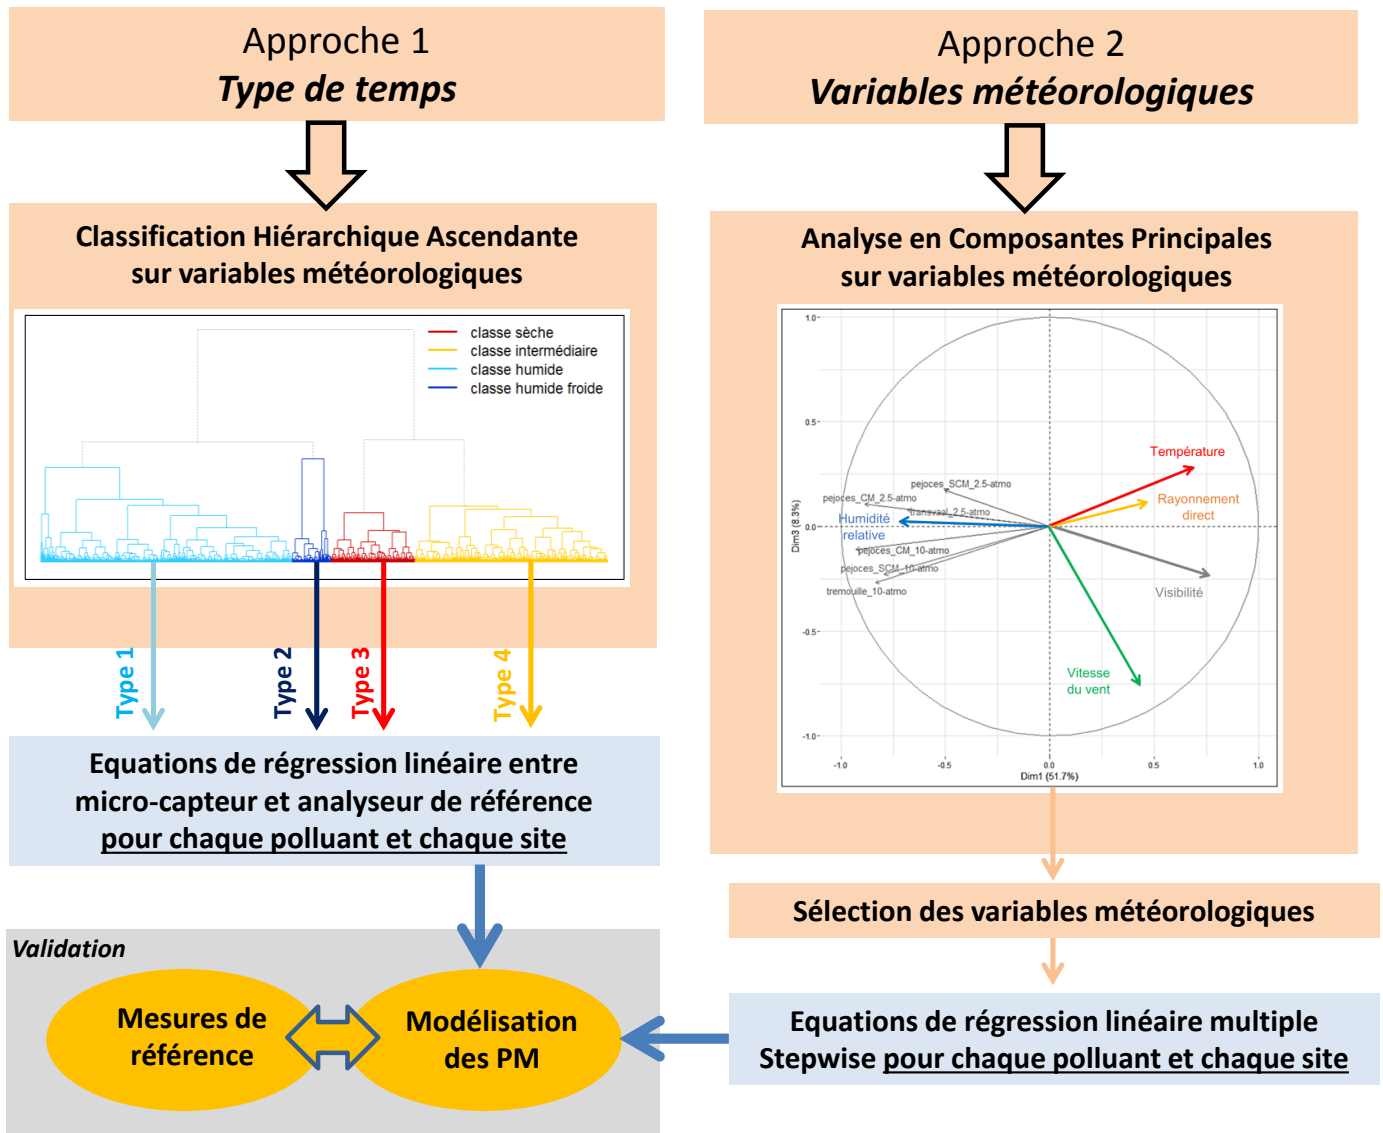 Approche 1
Type de temps
Classification Hiérarchique Ascendante
sur variables météorologiques
classe sèche
classe intermédiaire
classe humide
classe humide froide
Type 1
Type 2
Type 3
Type 4
Equations de régression linéaire entre
micro-capteur et analyseur de référence
pour chaque polluant et chaque site
Validation
Mesures de
référence
Modélisation
des PM
Approche 2
Variables météorologiques
Analyse en Composantes Principales
sur variables météorologiques
1.0
0.5
0.0
-0.5
-1.0
Dim3 (8.3%)
Température
Rayonnement
direct
pejoces_SCM_2.5-atmo
pejoces_CM_2.5-atmo
transvaal_2.5-atmo
Humidité
relative
pejoces_CM_10-atmo
pejoces_SCM_10-atmo
tremouille_10-atmo
Visibilité
Vitesse
du vent
-1.0
-0.5
0.0
0.5
1.0
Dim1 (51.7%)
Sélection des variables météorologiques
Equations de régression linéaire multiple
Stepwise pour chaque polluant et chaque site